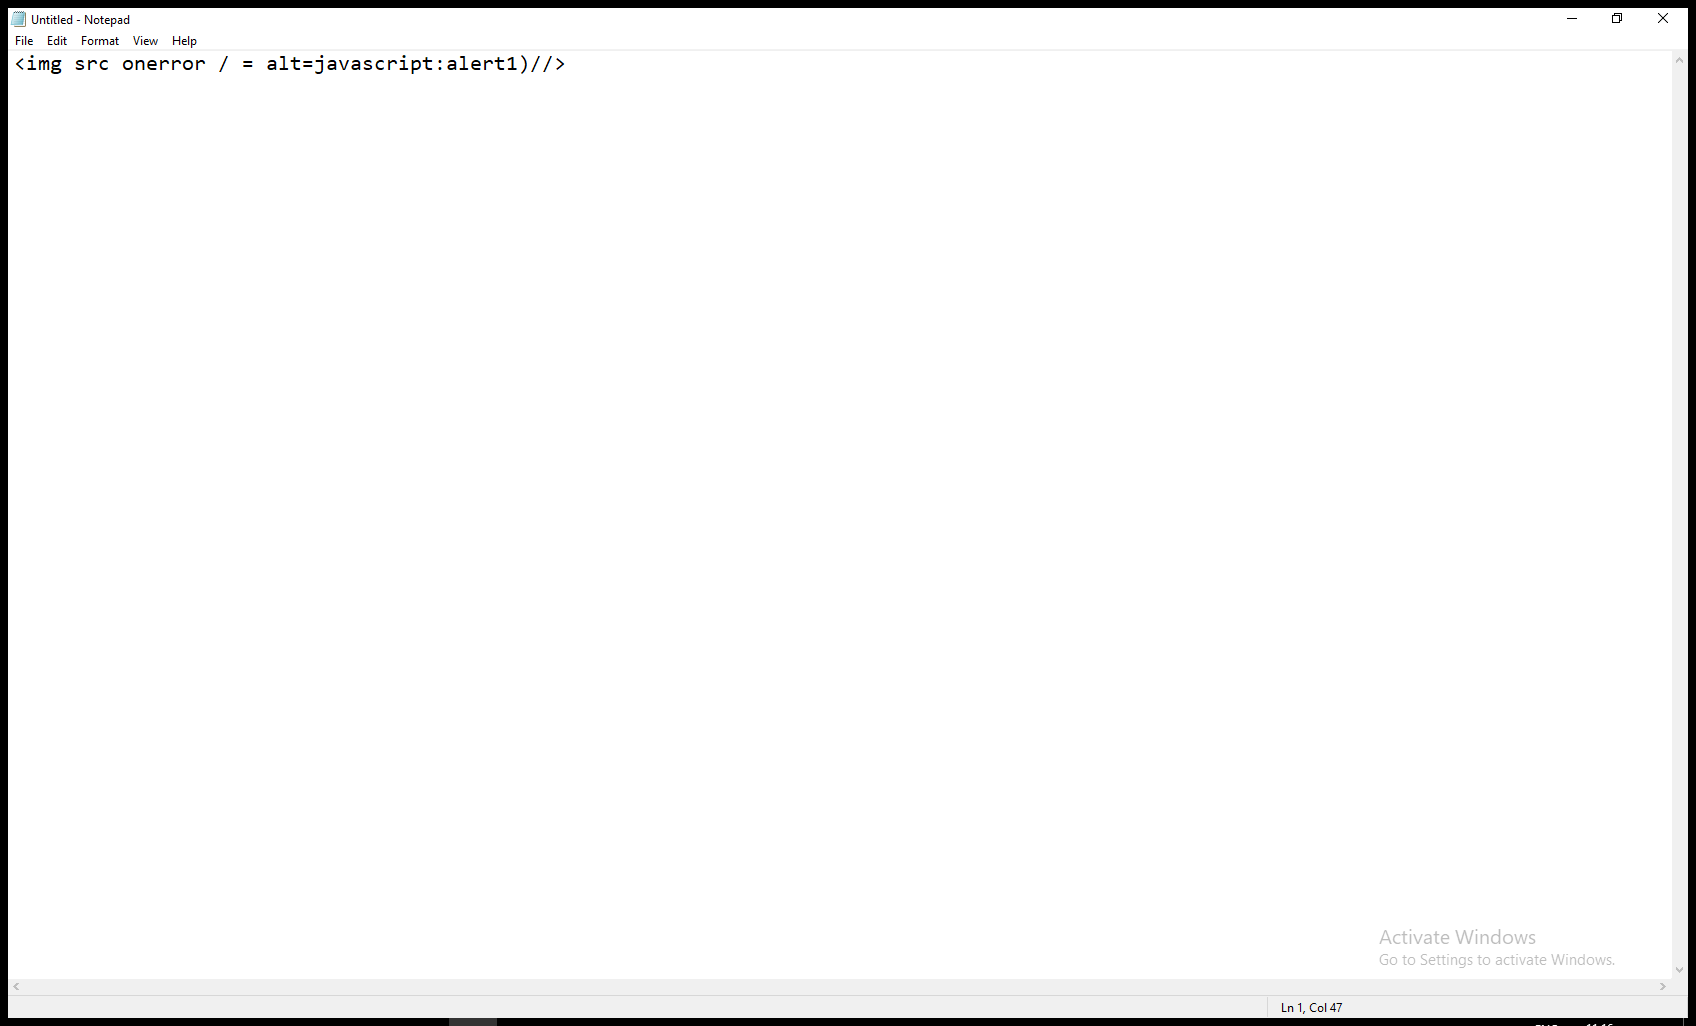 Untitled - Notepad
File Edit Format View Help
<img src onerror / = alt=javascript:alert1)//>
Activate Windows
Go to Settings to activate Windows.
Ln 1, Col 47